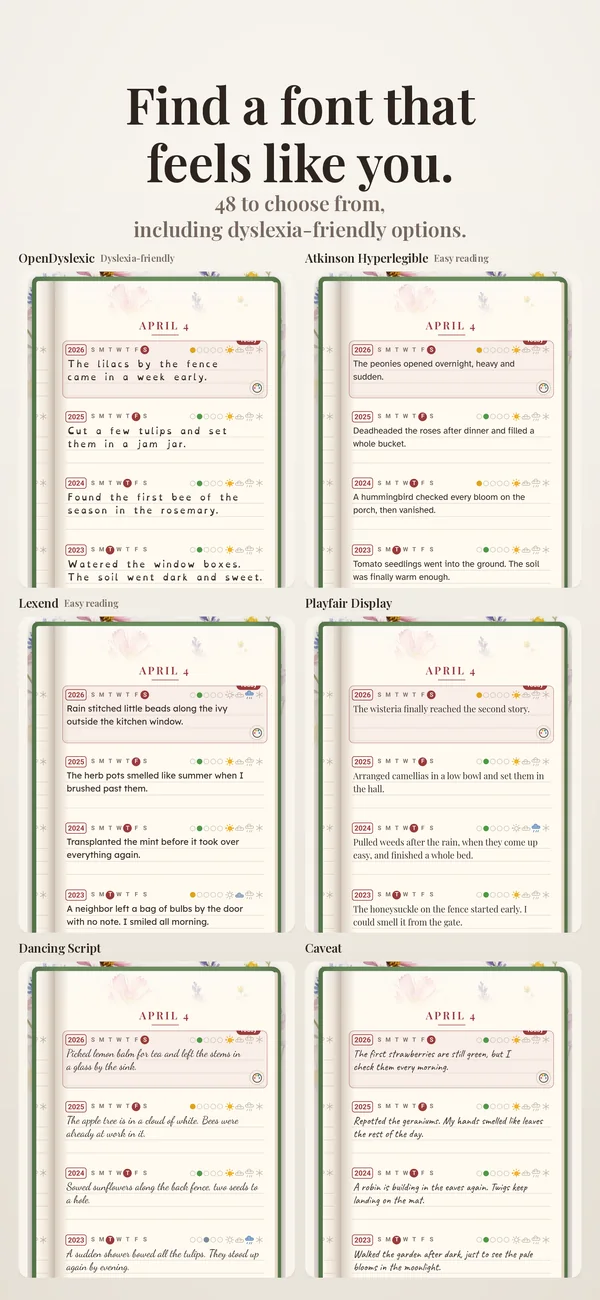 Find a font that
feels like you.
48 to choose from,
including dyslexia-friendly options.
OpenDyslexic Dyslexia-friendly
APRIL 4
2026 S M T W T F S
The lilacs by the fence
came in a week early.
2025 S M T W T F S
Cut a few tulips and set
them in a jam jar.
2024 S M T W T F S
Found the first bee of the
season in the rosemary.
2023 S M T W T F S
Watered the window boxes.
The soil went dark and sweet.
Atkinson Hyperlegible Easy reading
APRIL 4
2026 S M T W T F S
The peonies opened overnight, heavy and
sudden.
2025 S M T W T F S
Deadheaded the roses after dinner and filled a
whole bucket.
2024 S M T W T F S
A hummingbird checked every bloom on the
porch, then vanished.
2023 S M T W T F S
Tomato seedlings went into the ground. The soil
was finally warm enough.
Lexend Easy reading
APRIL 4
2026 S M T W T F S
Rain stitched little beads along the ivy
outside the kitchen window.
2025 S M T W T F S
The herb pots smelled like summer when I
brushed past them.
2024 S M T W T F S
Transplanted the mint before it took over
everything again.
2023 S M T W T F S
A neighbor left a bag of bulbs by the door
with no note. I smiled all morning.
Playfair Display
APRIL 4
2026 S M T W T F S
The wisteria finally reached the second story.
2025 S M T W T F S
Arranged camellias in a low bowl and set them in
the hall.
2024 S M T W T F S
Pulled weeds after the rain, when they come up
easy, and finished a whole bed.
2023 S M T W T F S
The honeysuckle on the fence started early. I
could smell it from the gate.
Dancing Script
APRIL 4
2026 S M T W T F S
Picked lemon balm for tea and left the stems in
a glass by the sink.
2025 S M T W T F S
The apple tree is in a cloud of white. Bees were
already at work in it.
2024 S M T W T F S
Sowed sunflowers along the back fence, two seeds to
a hole.
2023 S M T W T F S
A sudden shower bowed all the tulips. They stood up
again by evening.
Caveat
APRIL 4
2026 S M T W T F S
The first strawberries are still green, but I
check them every morning.
2025 S M T W T F S
Repotted the geraniums. My hands smelled like leaves
the rest of the day.
2024 S M T W T F S
A robin is building in the eaves again. Twigs keep
landing on the mat.
2023 S M T W T F S
Walked the garden after dark, just to see the pale
blooms in the moonlight.